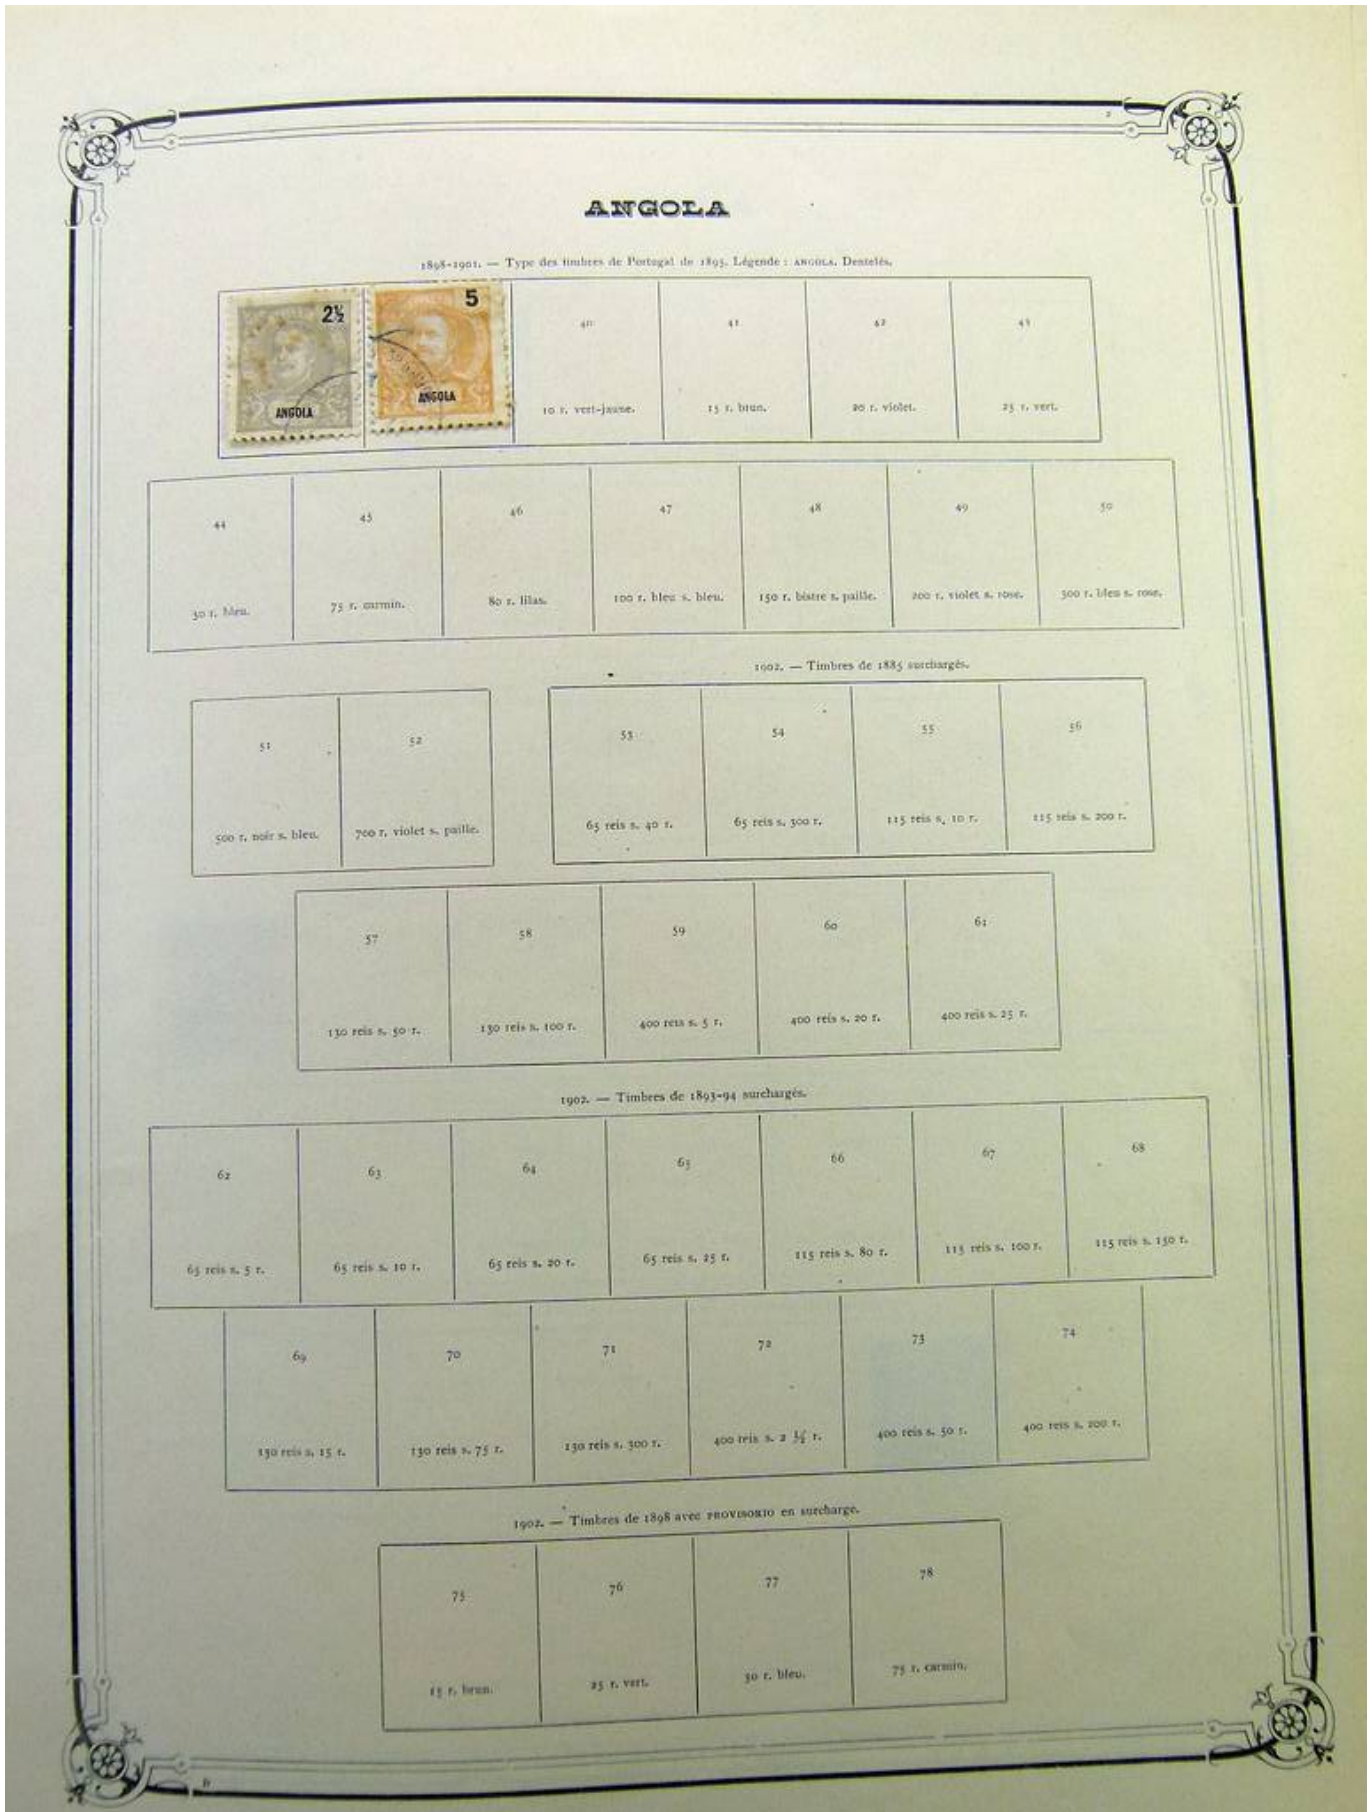 2
ANGOLA
1898-1901. — Type des timbres de Portugal de 1895. Légende : ANGOLA. Dentelés.
2½ 5
ANGOLA ANGOLA
40 41 42 43
10 r. vert-jaune. 15 r. brun. 20 r. violet. 25 r. vert.
44 45 46 47 48 49 50
50 r. bleu. 75 r. carmin. 80 r. lilas. 100 r. bleu s. bleu. 150 r. bistre s. paille. 200 r. violet s. rose. 300 r. bleu s. rose.
1902. — Timbres de 1885 surchargés.
51 52 53 54 55 56
500 r. noir s. bleu. 700 r. violet s. paille. 65 reis s. 40 r. 65 reis s. 300 r. 115 reis s. 10 r. 115 reis s. 200 r.
57 58 59 60 61
130 reis s. 50 r. 130 reis s. 100 r. 400 reis s. 5 r. 400 reis s. 20 r. 400 reis s. 25 r.
1902. — Timbres de 1893-94 surchargés.
62 63 64 65 66 67 68
65 reis s. 5 r. 65 reis s. 10 r. 65 reis s. 20 r. 65 reis s. 25 r. 115 reis s. 80 r. 115 reis s. 100 r. 115 reis s. 150 r.
69 70 71 72 73 74
130 reis s. 15 r. 130 reis s. 75 r. 130 reis s. 300 r. 400 reis s. 2 ½ r. 400 reis s. 50 r. 400 reis s. 200 r.
1902. — Timbres de 1898 avec PROVISORIO en surcharge.
75 76 77 78
15 r. brun. 25 r. vert. 50 r. bleu. 75 r. carmin.